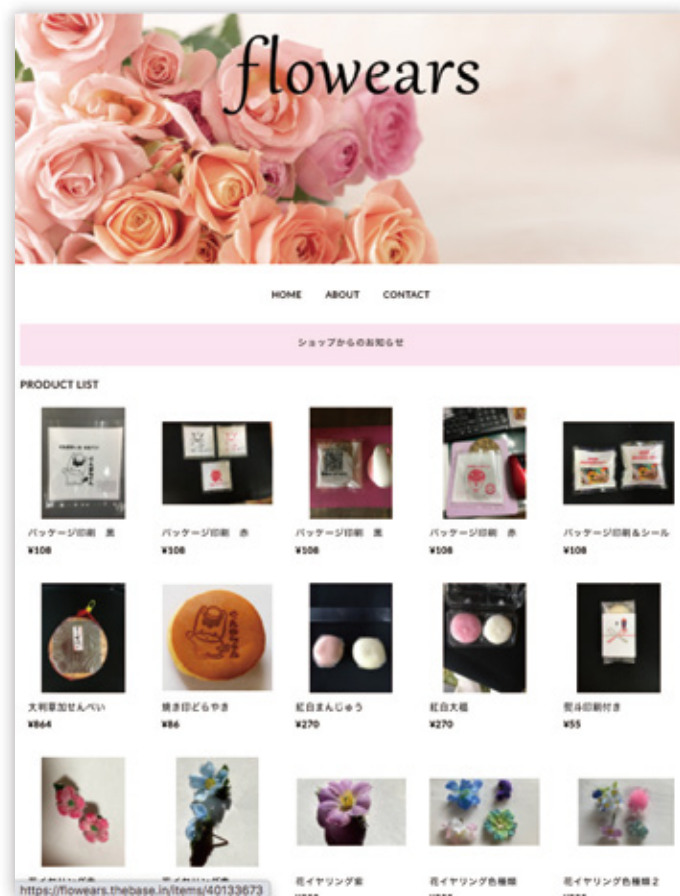 flowears
HOME ABOUT CONTACT
ショップからのお知らせ
PRODUCT LIST
パッケージ印刷 黒
¥108
パッケージ印刷 赤
¥108
パッケージ印刷 黒
¥108
パッケージ印刷 赤
¥108
パッケージ印刷＆シール
¥108
大判草加せんべい
¥864
焼き印どらやき
¥86
紅白まんじゅう
¥270
紅白大福
¥270
熨斗印刷付き
¥55
花イヤリング紫
花イヤリング色種類
花イヤリング色種類２
https://flowears.thebase.in/items/40133673